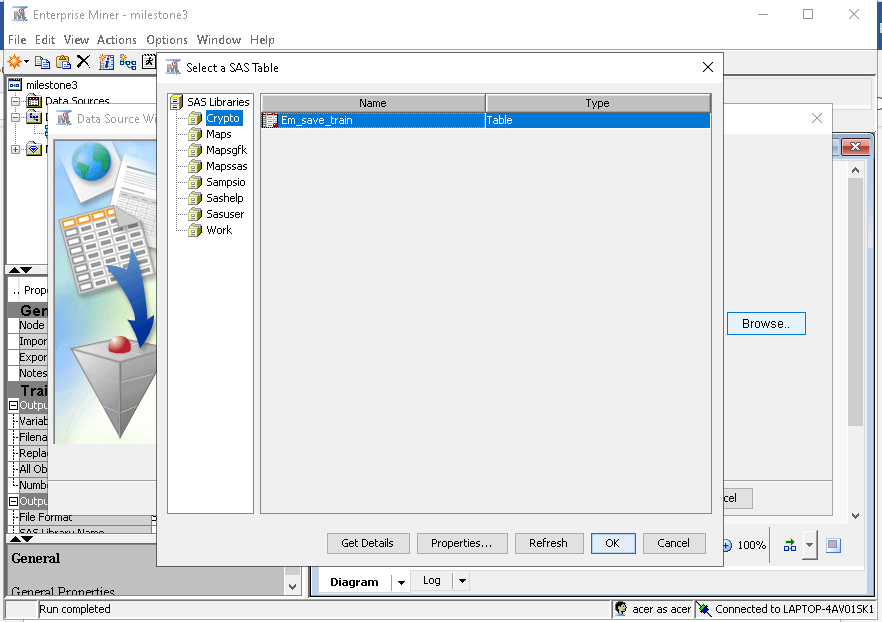 Enterprise Miner - milestone3
File Edit View Actions Options Window Help
Select a SAS Table
milestone3
Data Sources
Data Source Wi
SAS Libraries
Crypto
Maps
Mapsgfk
Mapssas
Sampsio
Sashelp
Sasuser
Work
Name Type
Em_save_train Table
Browse..
.. Prope
Gen
Node
Impor
Expor
Notes
Trai
Outpu
Variab
Filena
Replac
All Ob
Numbe
Outpu
File Format
SAS Library Name
Get Details Properties... Refresh OK Cancel
cel
100%
General
General Properties
Diagram Log
Run completed
acer as acer
Connected to LAPTOP-4AV01SK1